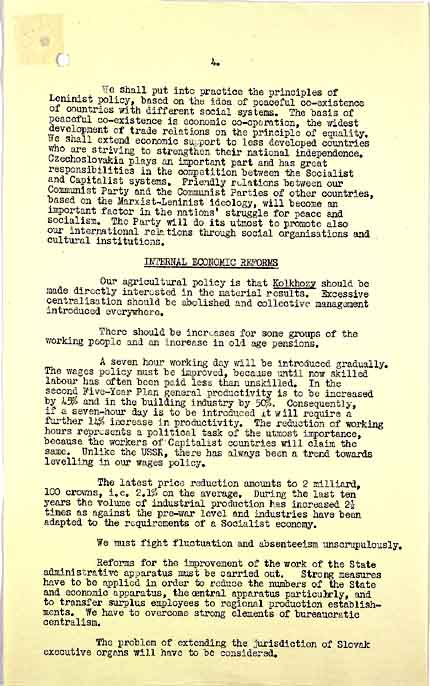 4.
We shall put into practice the principles of
Leninist policy, based on the idea of peaceful co-existence
of countries with different social systems. The basis of
peaceful co-existence is economic co-operation, the widest
development of trade relations on the principle of equality.
We shall extend economic support to less developed countries
who are striving to strengthen their national independence.
Czechoslovakia plays an important part and has great
responsibilities in the competition between the Socialist
and Capitalist systems. Friendly relations between our
Communist Party and the Communist Parties of other countries,
based on the Marxist-Leninist ideology, will become an
important factor in the nations' struggle for peace and
socialism. The Party will do its utmost to promote also
our international relations through social organisations and
cultural institutions.
INTERNAL ECONOMIC REFORMS
Our agricultural policy is that Kolkhozy should be
made directly interested in the material results. Excessive
centralisation should be abolished and collective management
introduced everywhere.
There should be increases for some groups of the
working people and an increase in old age pensions.
A seven hour working day will be introduced gradually.
The wages policy must be improved, because until now skilled
labour has often been paid less than unskilled. In the
second Five-Year Plan general productivity is to be increased
by 43% and in the building industry by 50%. Consequently,
if a seven-hour day is to be introduced it will require a
further 14% increase in productivity. The reduction of working
hours represents a political task of the utmost importance,
because the workers of Capitalist countries will claim the
same. Unlike the USSR, there has always been a trend towards
levelling in our wages policy.
The latest price reduction amounts to 2 milliard,
100 crowns, i.e. 2.1% on the average. During the last ten
years the volume of industrial production has increased 2½
times as against the pre-war level and industries have been
adapted to the requirements of a Socialist economy.
We must fight fluctuation and absenteeism unscrupulously.
Reforms for the improvement of the work of the State
administrative apparatus must be carried out. Strong measures
have to be applied in order to reduce the numbers of the State
and economic apparatus, the central apparatus particulrly, and
to transfer surplus employees to regional production establish-
ments. We have to overcome strong elements of bureaucratic
centralism.
The problem of extending the jurisdiction of Slovak
executive organs will have to be considered.